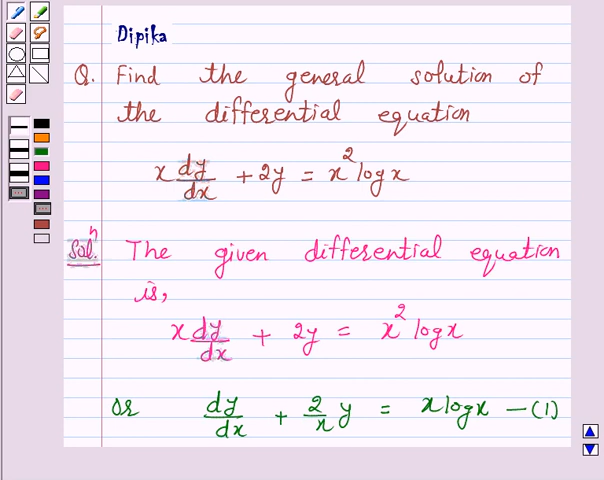 Dipika
Q. Find the general solution of
the differential equation
x dy/dx + 2y = x² log x
Solⁿ. The given differential equation
is,
x dy/dx + 2y = x² log x
or dy/dx + 2/x y = x log x – (1)